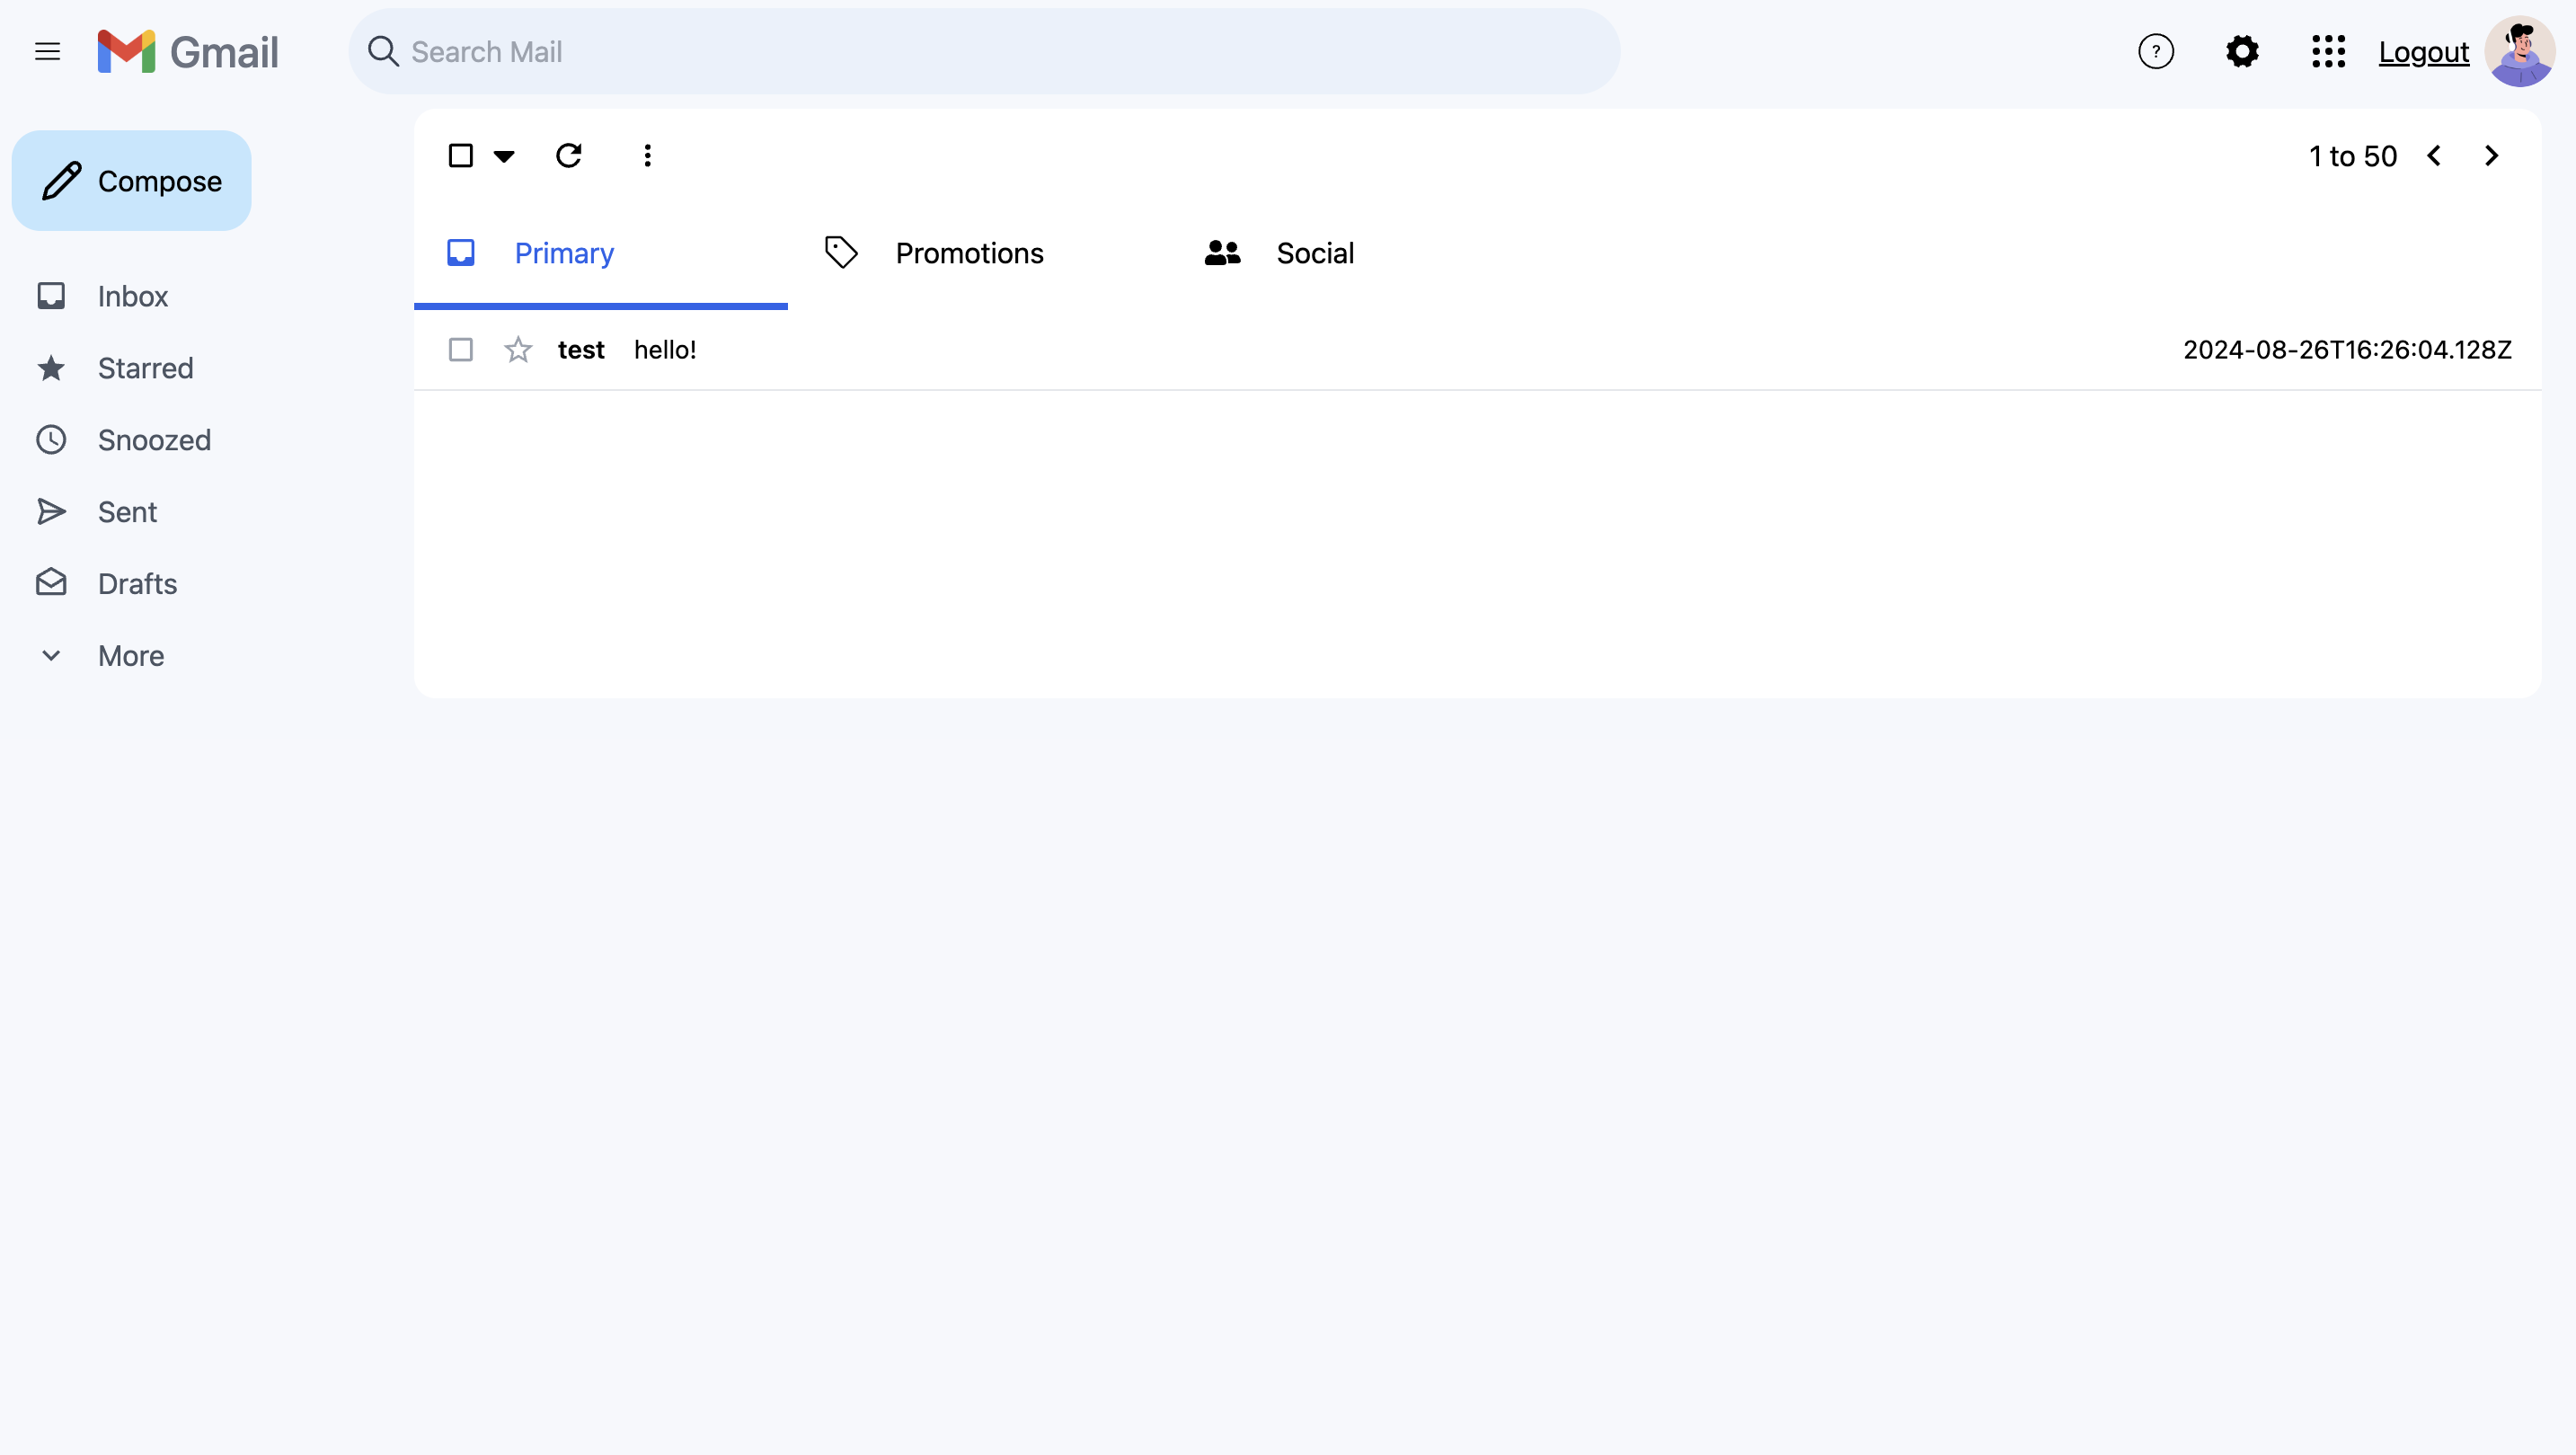 Gmail
Search Mail
?
Logout
Compose
1 to 50
Primary
Promotions
Social
Inbox
test hello! 2024-08-26T16:26:04.128Z
Starred
Snoozed
Sent
Drafts
More